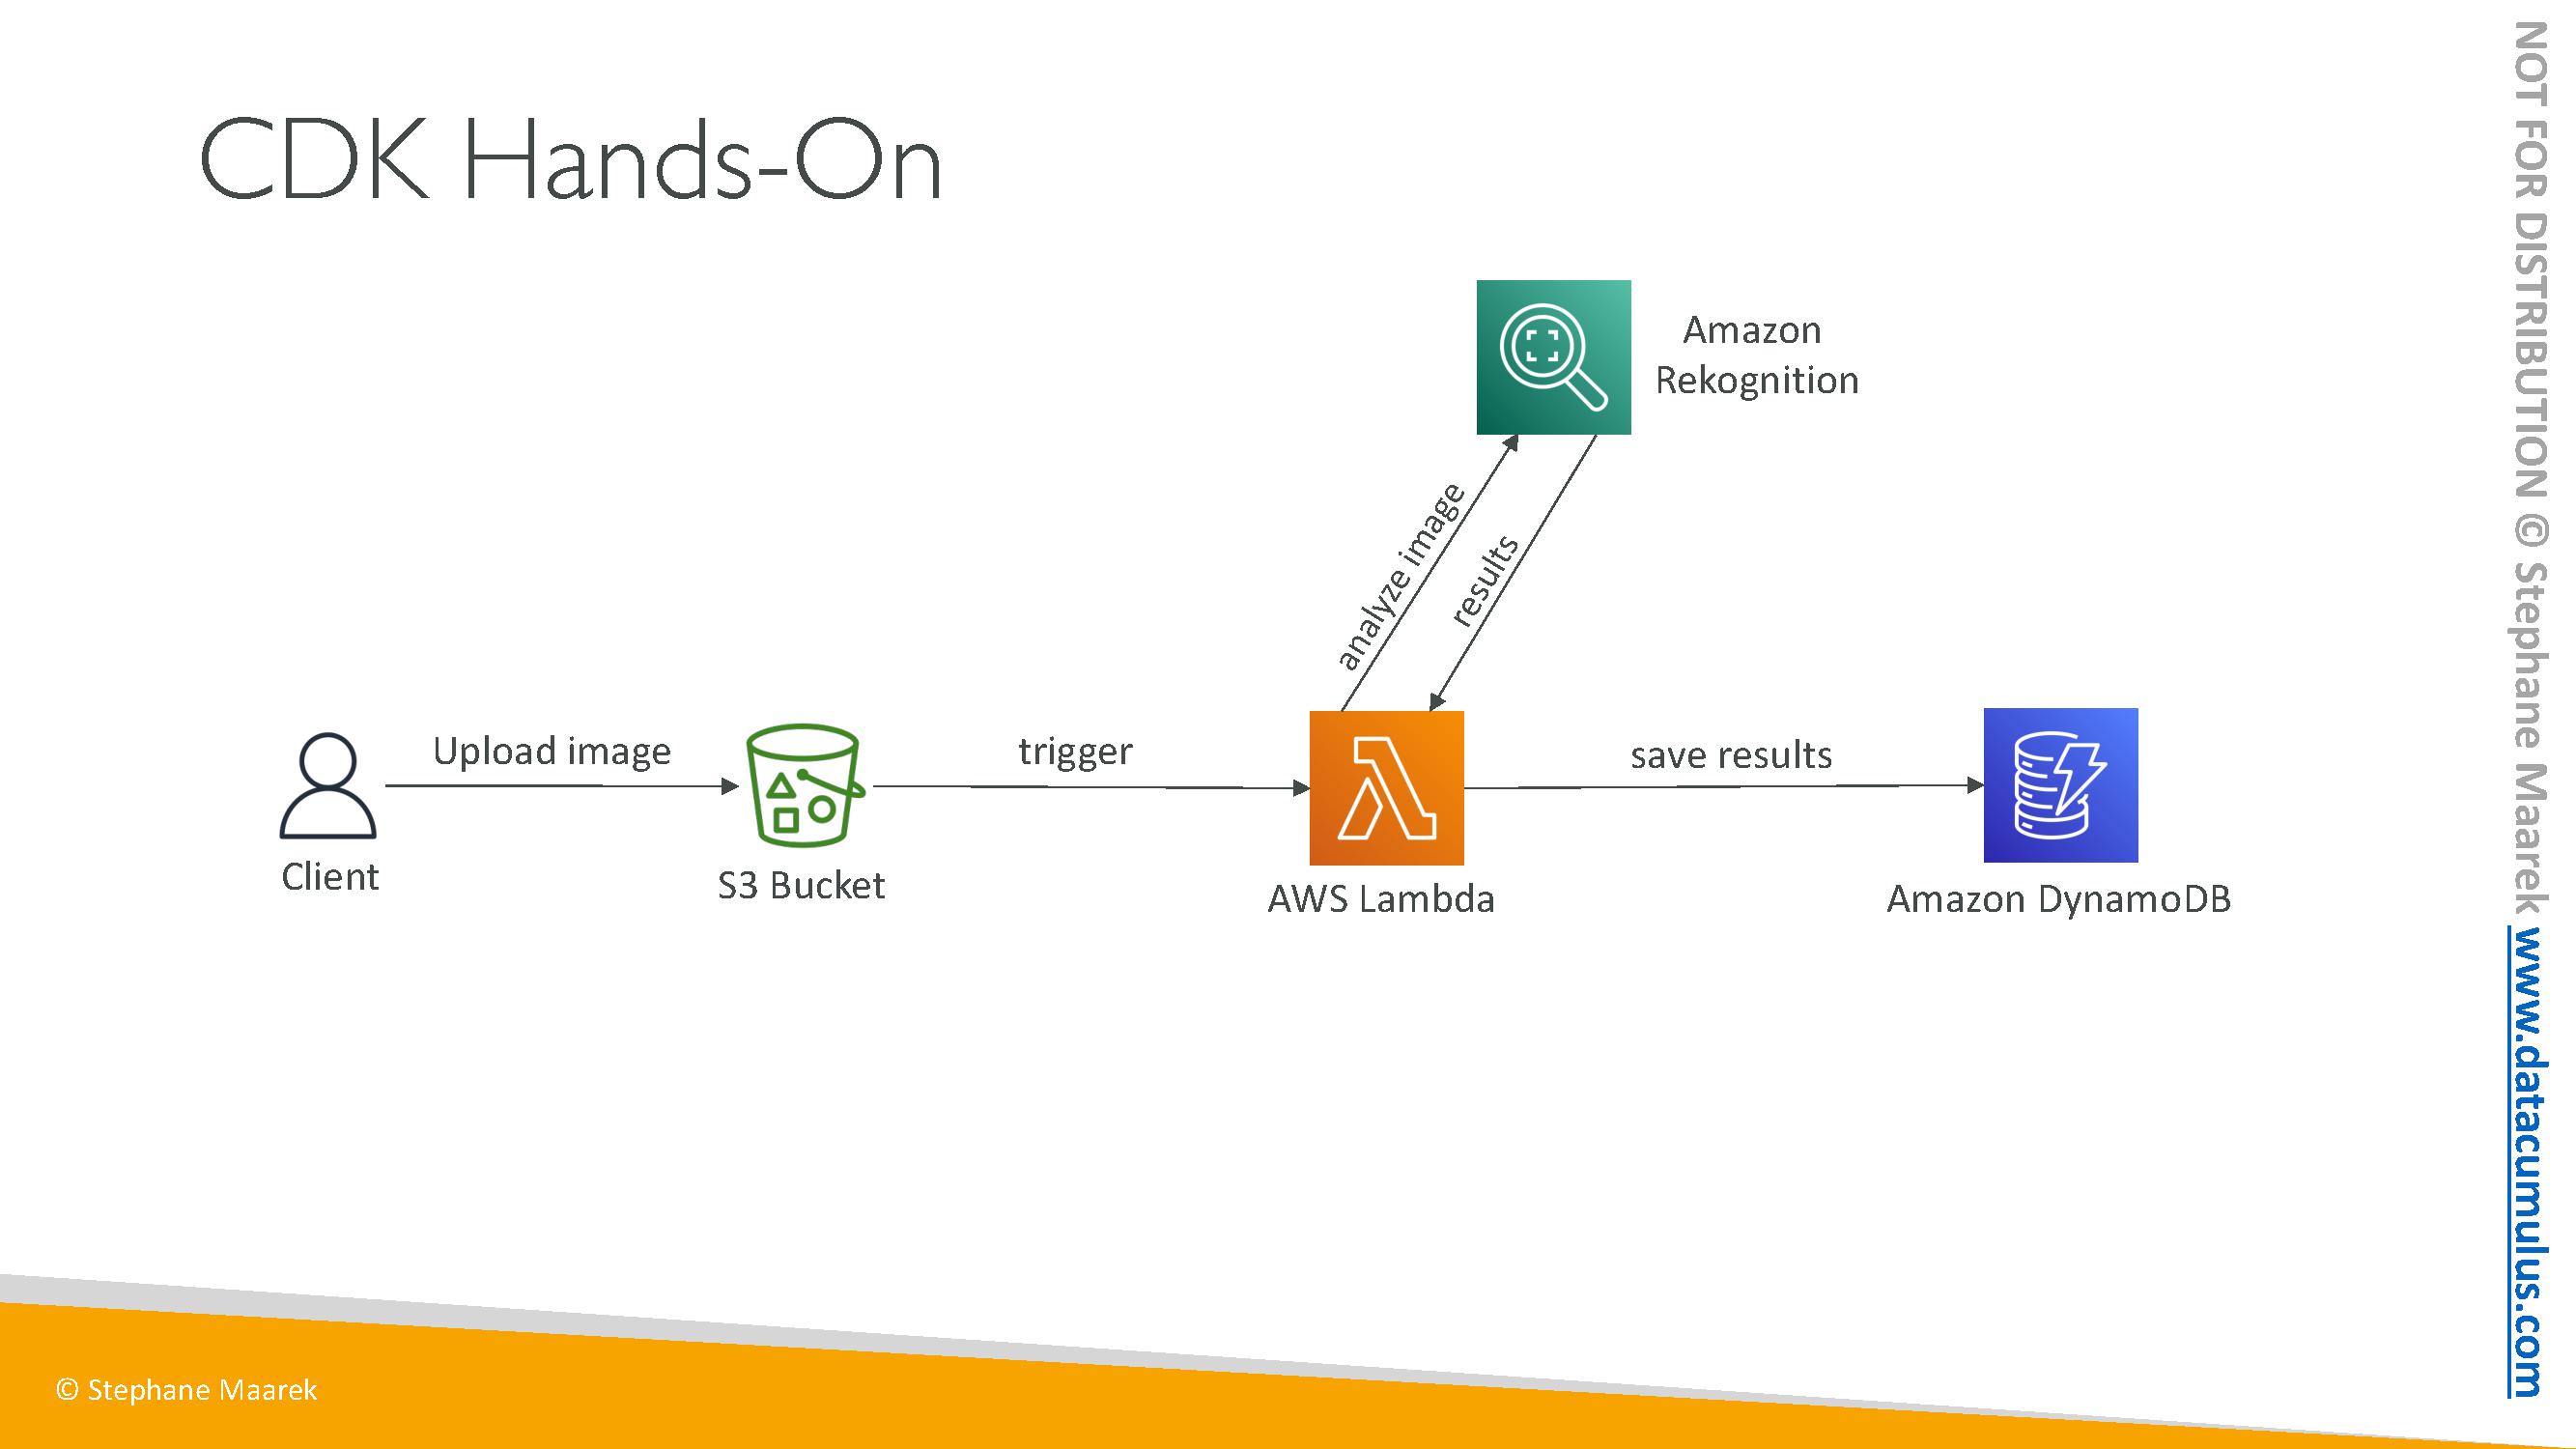 CDK Hands-On
Amazon
Rekognition
analyze image
results
Upload image
trigger
save results
Client
S3 Bucket
AWS Lambda
Amazon DynamoDB
© Stephane Maarek
NOT FOR DISTRIBUTION © Stephane Maarek www.datacumulus.com